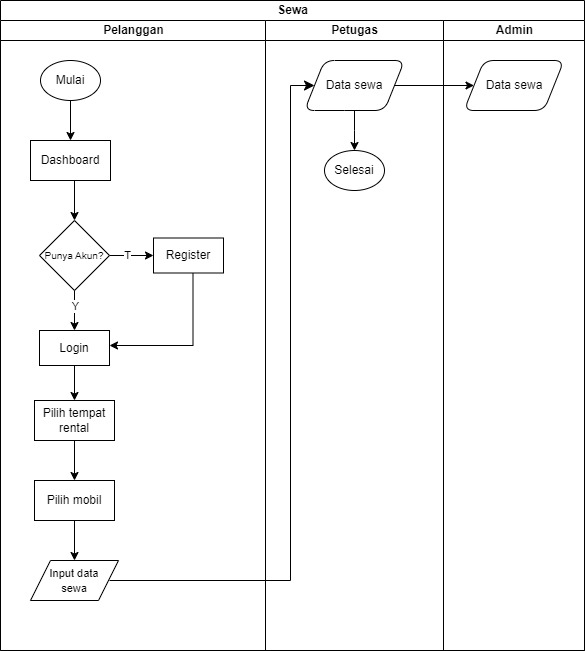 Sewa
Pelanggan
Petugas
Admin
Mulai
Dashboard
Punya Akun?
T
Register
Y
Login
Pilih tempat
rental
Pilih mobil
Input data
sewa
Data sewa
Selesai
Data sewa